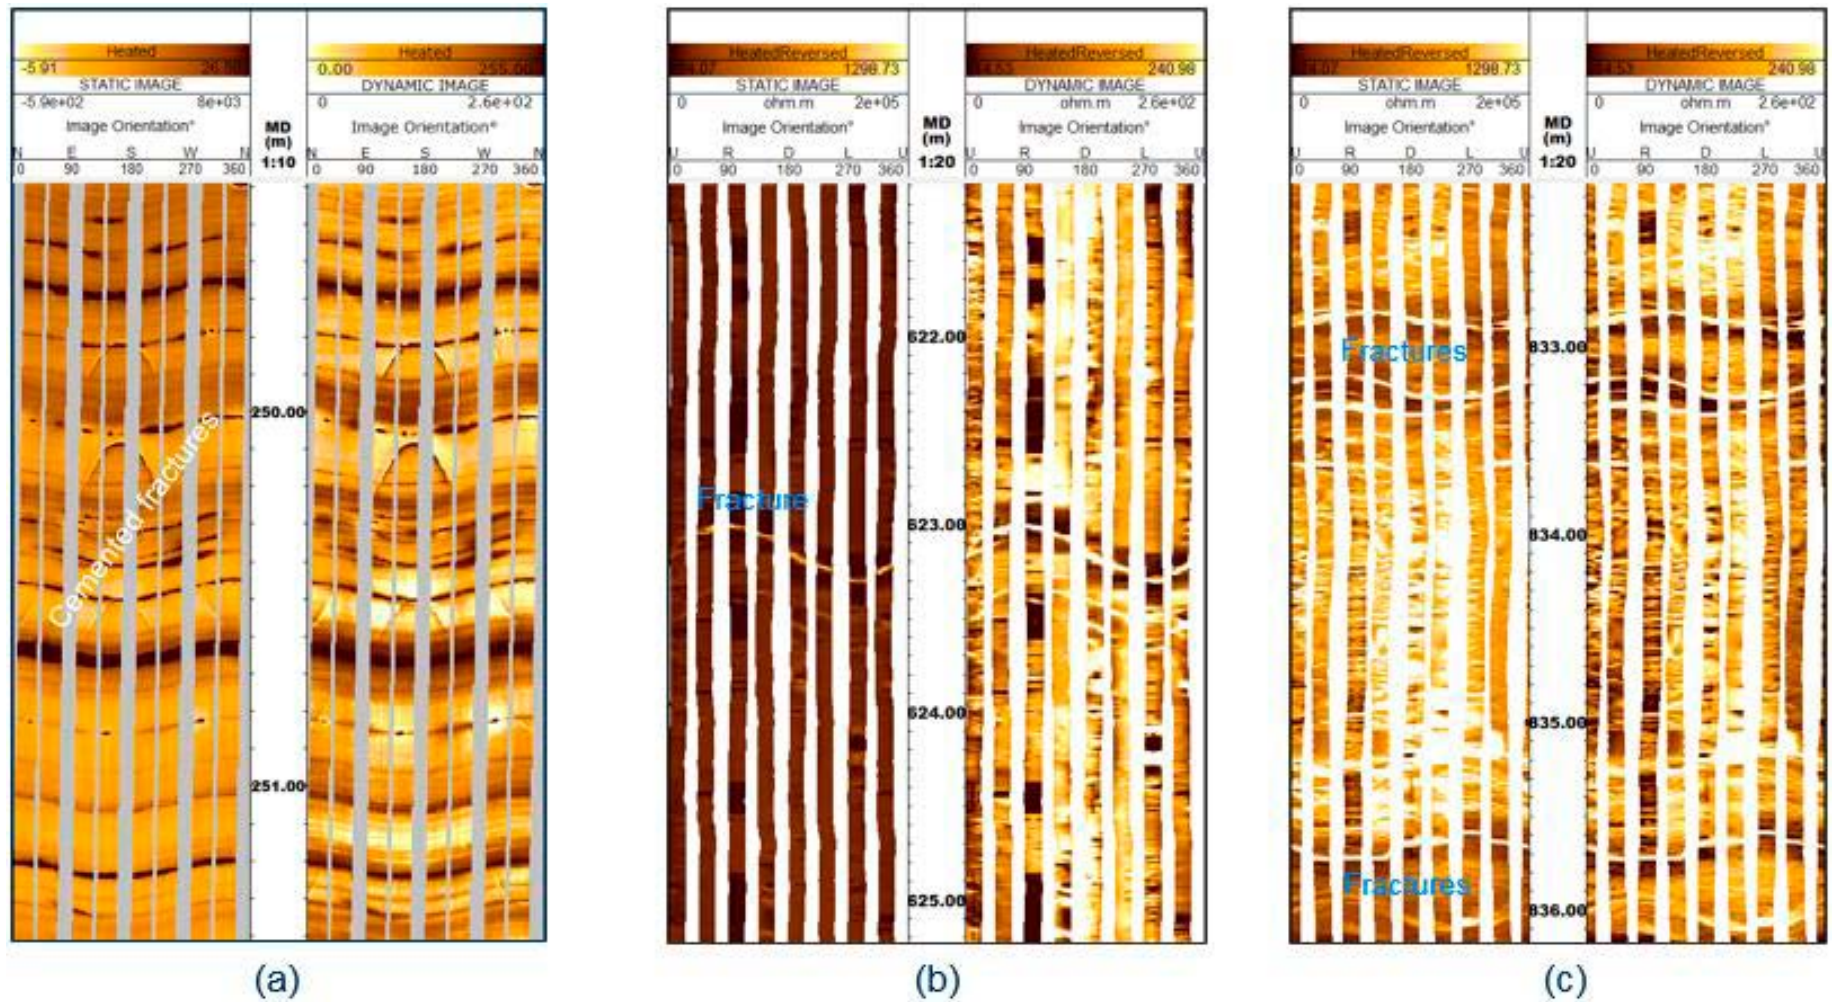 Heated
-5.91
STATIC IMAGE
-5.9e+02 8e+03
Image Orientation°
N E S W N
0 90 180 270 360
MD
(m)
1:10
Heated
0.00 255.00
DYNAMIC IMAGE
0 2.6e+02
Image Orientation°
N E S W N
0 90 180 270 360
250.00
251.00
Cemented fractures
(a)
HeatedReversed
1298.73
STATIC IMAGE
0 ohm.m 2e+05
Image Orientation°
U R D L U
0 90 180 270 360
MD
(m)
1:20
HeatedReversed
240.98
DYNAMIC IMAGE
0 ohm.m 2.6e+02
Image Orientation°
U R D L U
0 90 180 270 360
622.00
Fracture
623.00
624.00
625.00
(b)
HeatedReversed
1298.73
STATIC IMAGE
0 ohm.m 2e+05
Image Orientation°
U R D L U
0 90 180 270 360
MD
(m)
1:20
HeatedReversed
240.98
DYNAMIC IMAGE
0 ohm.m 2.6e+02
Image Orientation°
U R D L U
0 90 180 270 360
Fractures
833.00
834.00
835.00
Fractures
836.00
(c)